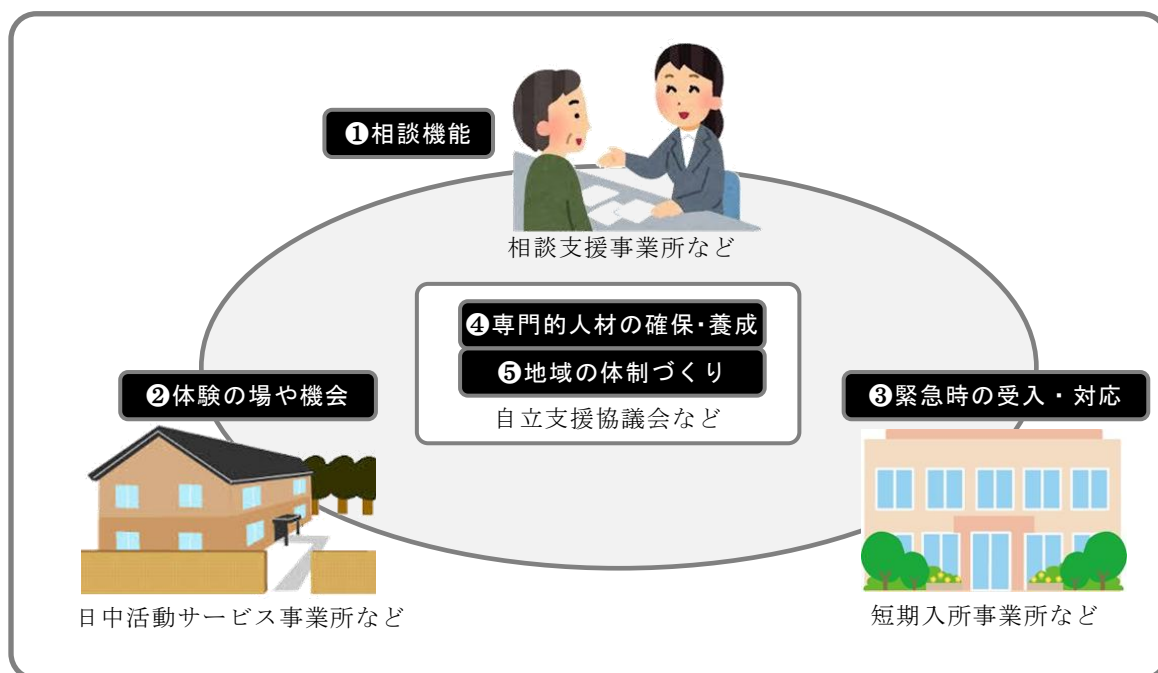 ❶相談機能
相談支援事業所など
❹専門的人材の確保・養成
❺地域の体制づくり
自立支援協議会など
❷体験の場や機会
❸緊急時の受入・対応
日中活動サービス事業所など
短期入所事業所など